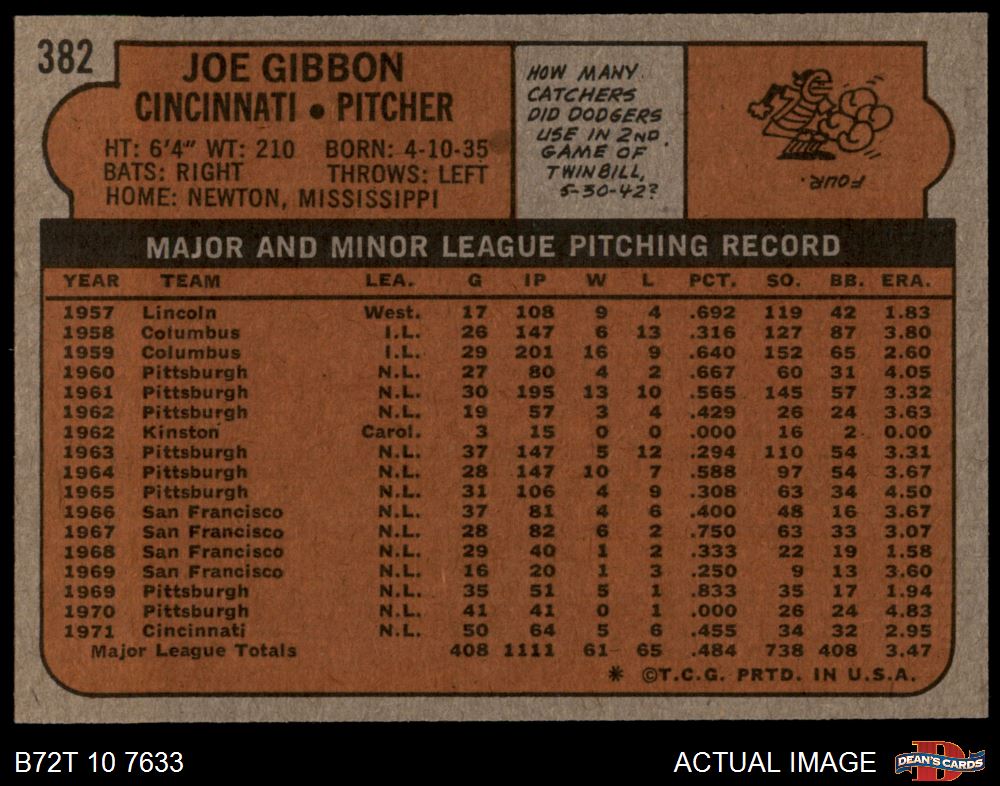 382
JOE GIBBON
CINCINNATI • PITCHER
HT: 6'4" WT: 210 BORN: 4-10-35
BATS: RIGHT THROWS: LEFT
HOME: NEWTON, MISSISSIPPI
HOW MANY
CATCHERS
DID DODGERS
USE IN 2ND
GAME OF
TWINBILL,
5-30-42?
FOUR.
MAJOR AND MINOR LEAGUE PITCHING RECORD
YEAR TEAM LEA. G IP W L PCT. SO. BB. ERA.
1957 Lincoln West. 17 108 9 4 .692 119 42 1.83
1958 Columbus I.L. 26 147 6 13 .316 127 87 3.80
1959 Columbus I.L. 29 201 16 9 .640 152 65 2.60
1960 Pittsburgh N.L. 27 80 4 2 .667 60 31 4.05
1961 Pittsburgh N.L. 30 195 13 10 .565 145 57 3.32
1962 Pittsburgh N.L. 19 57 3 4 .429 26 24 3.63
1962 Kinston Carol. 3 15 0 0 .000 16 2 0.00
1963 Pittsburgh N.L. 37 147 5 12 .294 110 54 3.31
1964 Pittsburgh N.L. 28 147 10 7 .588 97 54 3.67
1965 Pittsburgh N.L. 31 106 4 9 .308 63 34 4.50
1966 San Francisco N.L. 37 81 4 6 .400 48 16 3.67
1967 San Francisco N.L. 28 82 6 2 .750 63 33 3.07
1968 San Francisco N.L. 29 40 1 2 .333 22 19 1.58
1969 San Francisco N.L. 16 20 1 3 .250 9 13 3.60
1969 Pittsburgh N.L. 35 51 5 1 .833 35 17 1.94
1970 Pittsburgh N.L. 41 41 0 1 .000 26 24 4.83
1971 Cincinnati N.L. 50 64 5 6 .455 34 32 2.95
Major League Totals 408 1111 61 65 .484 738 408 3.47
* ©T.C.G. PRTD. IN U.S.A.
B72T 10 7633
ACTUAL IMAGE
DEAN'S CARDS